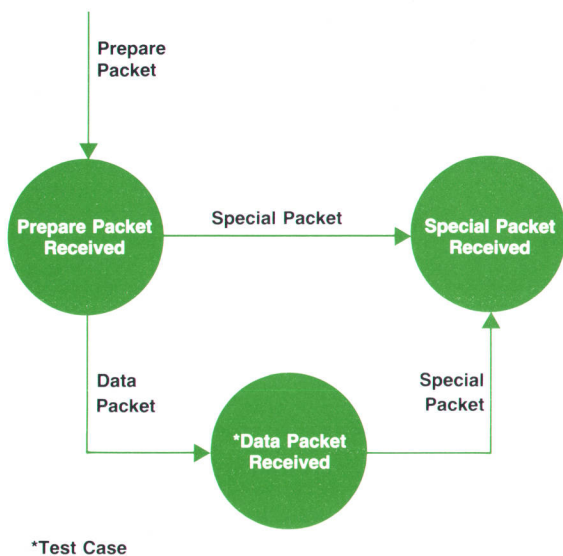 Prepare
Packet
Prepare Packet
Received
Special Packet
Special Packet
Received
Data
Packet
Special
Packet
*Data Packet
Received
*Test Case